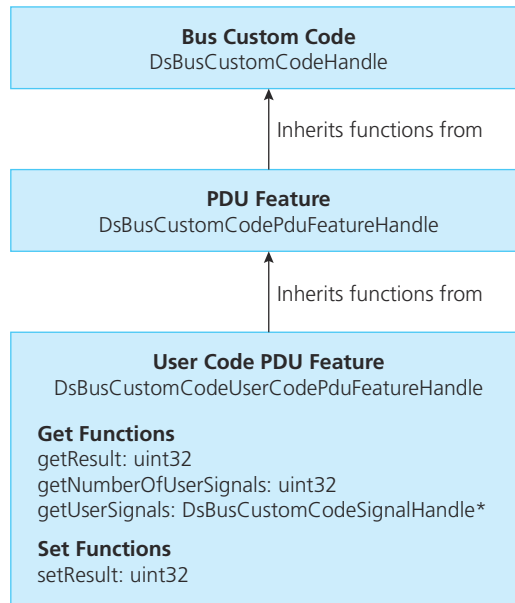 Bus Custom Code
DsBusCustomCodeHandle
Inherits functions from
PDU Feature
DsBusCustomCodePduFeatureHandle
Inherits functions from
User Code PDU Feature
DsBusCustomCodeUserCodePduFeatureHandle
Get Functions
getResult: uint32
getNumberOfUserSignals: uint32
getUserSignals: DsBusCustomCodeSignalHandle*
Set Functions
setResult: uint32